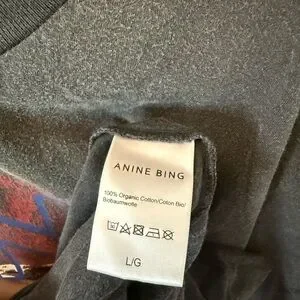 ANINE BING
100% Organic Cotton/Coton Bio/
Biobaumwolle
L/G